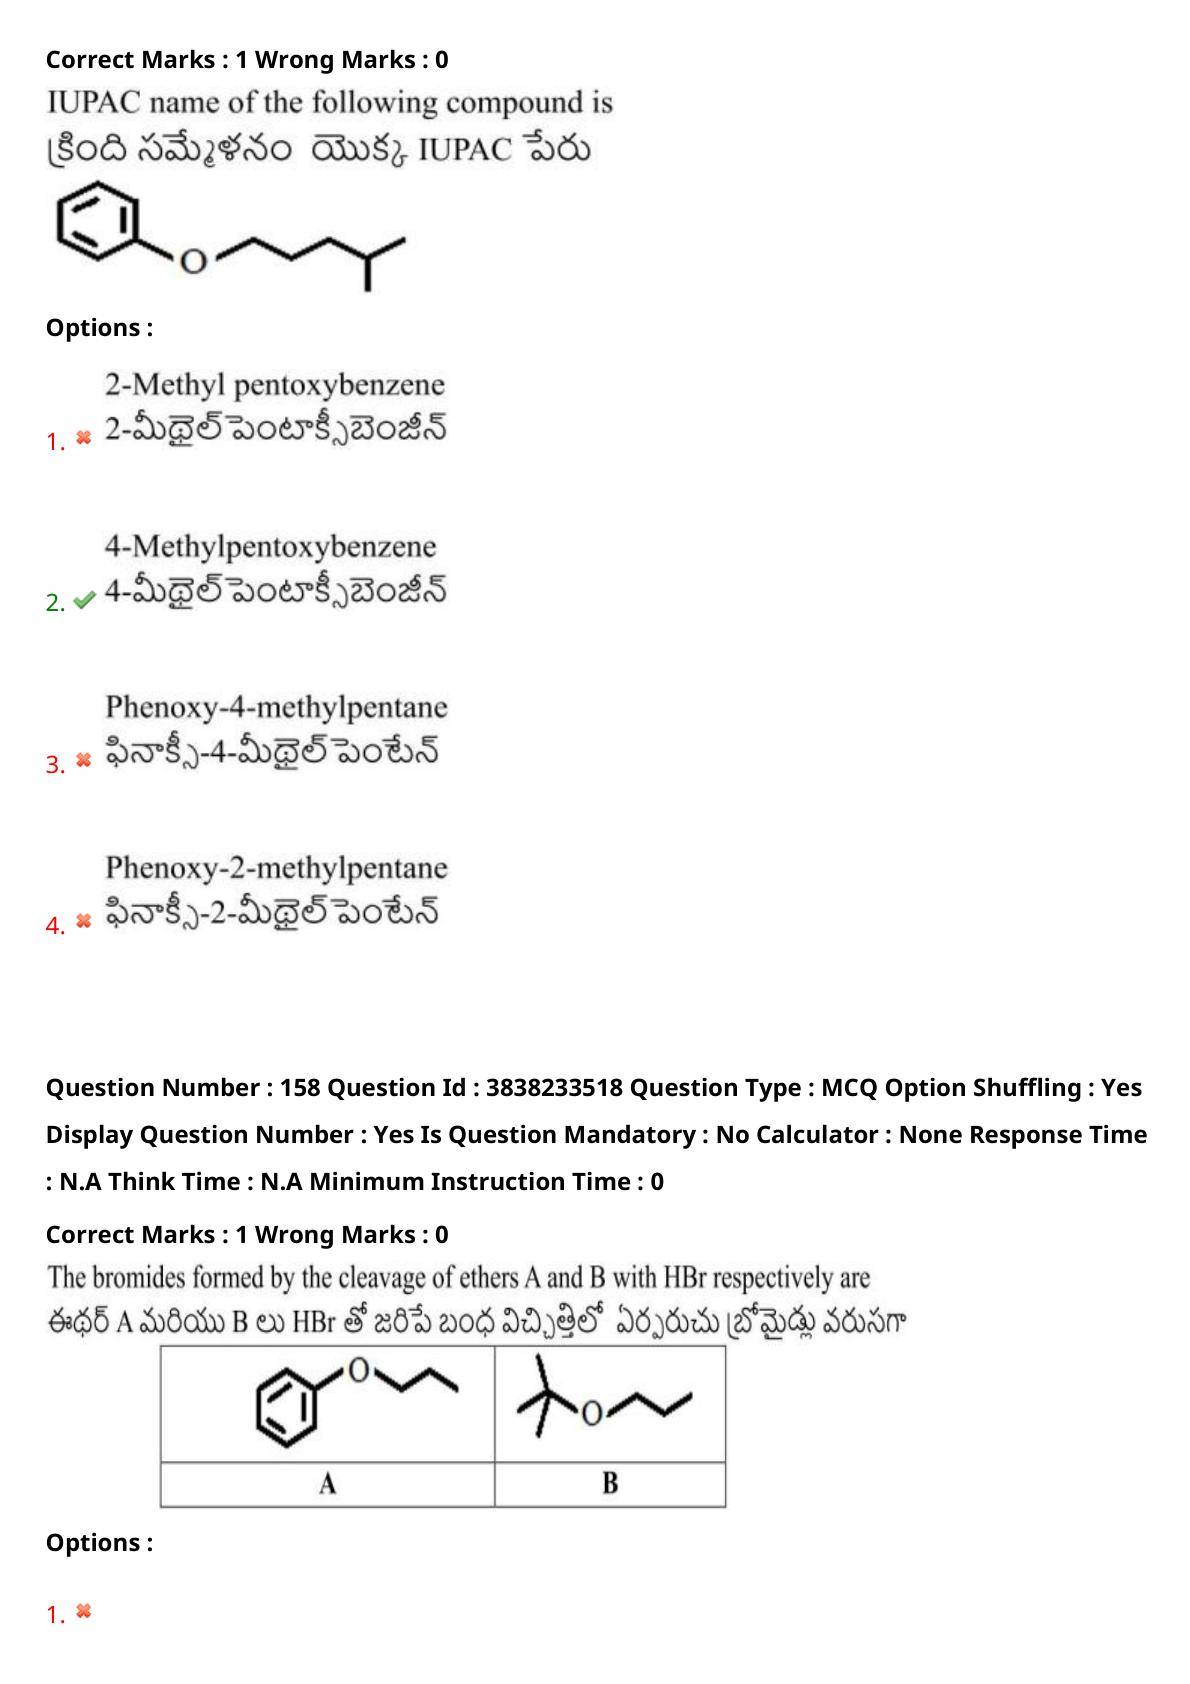 Correct Marks : 1 Wrong Marks : 0
IUPAC name of the following compound is
క్రింది సమ్మేళనం యొక్క IUPAC పేరు
O
Options :
2-Methyl pentoxybenzene
2-మీథైల్ పెంటాక్సీబెంజీన్
1.
4-Methylpentoxybenzene
4-మీథైల్ పెంటాక్సీబెంజీన్
2.
Phenoxy-4-methylpentane
ఫినాక్సీ-4-మీథైల్ పెంటేన్
3.
Phenoxy-2-methylpentane
ఫినాక్సీ-2-మీథైల్ పెంటేన్
4.
Question Number : 158 Question Id : 3838233518 Question Type : MCQ Option Shuffling : Yes
Display Question Number : Yes Is Question Mandatory : No Calculator : None Response Time
: N.A Think Time : N.A Minimum Instruction Time : 0
Correct Marks : 1 Wrong Marks : 0
The bromides formed by the cleavage of ethers A and B with HBr respectively are
ఈథర్ A మరియు B లు HBr తో జరిపే బంధ విచ్చిత్తిలో ఏర్పరుచు బ్రోమైడ్లు వరుసగా
O O
A B
Options :
1.